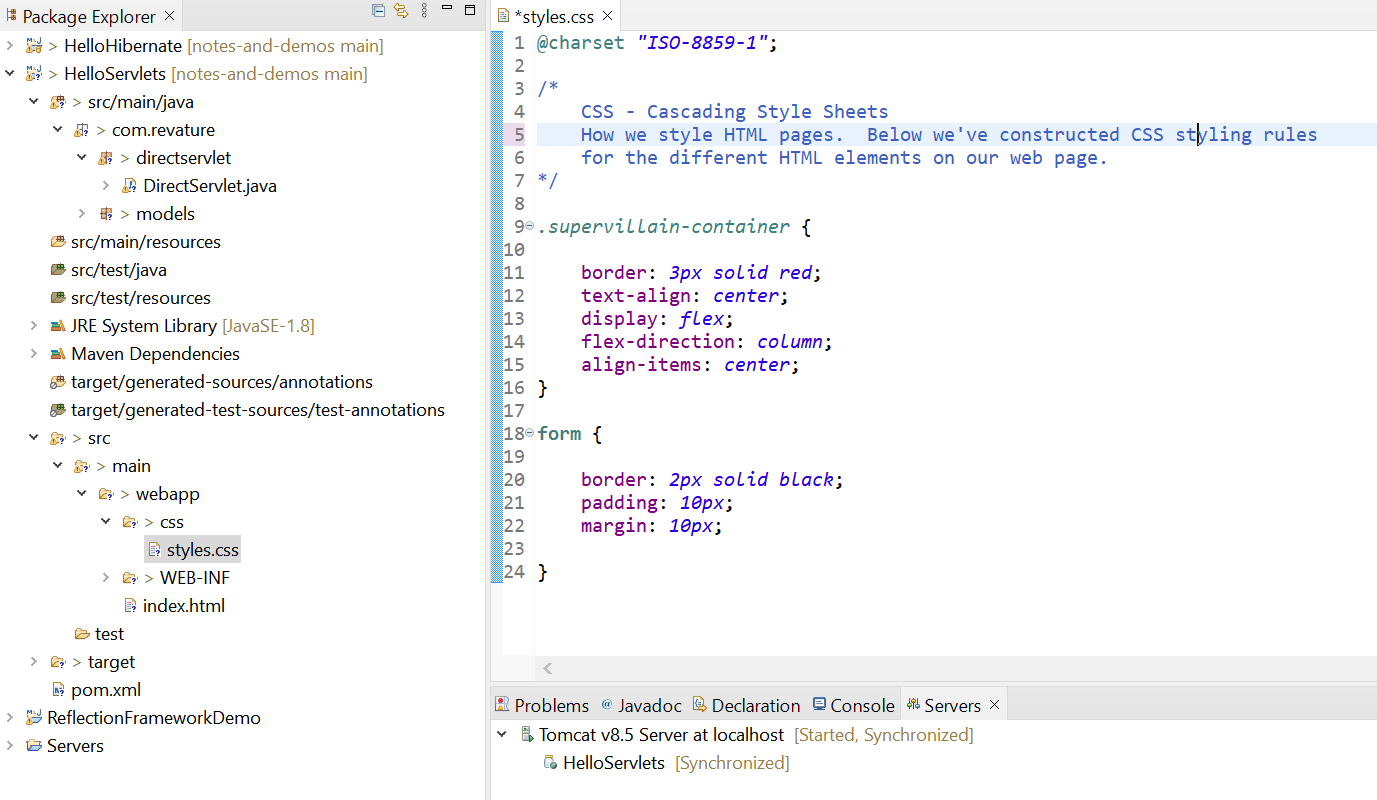 Package Explorer
> HelloHibernate [notes-and-demos main]
> HelloServlets [notes-and-demos main]
> src/main/java
> com.revature
> directservlet
DirectServlet.java
> models
src/main/resources
src/test/java
src/test/resources
JRE System Library [JavaSE-1.8]
Maven Dependencies
target/generated-sources/annotations
target/generated-test-sources/test-annotations
> src
> main
> webapp
> css
styles.css
> WEB-INF
index.html
test
> target
pom.xml
ReflectionFrameworkDemo
Servers
*styles.css
1 @charset "ISO-8859-1";
2
3 /*
4 CSS - Cascading Style Sheets
5 How we style HTML pages.  Below we've constructed CSS styling rules
6 for the different HTML elements on our web page.
7 */
8
9 .supervillain-container {
10
11 border: 3px solid red;
12 text-align: center;
13 display: flex;
14 flex-direction: column;
15 align-items: center;
16 }
17
18 form {
19
20 border: 2px solid black;
21 padding: 10px;
22 margin: 10px;
23
24 }
Problems @ Javadoc Declaration Console Servers
Tomcat v8.5 Server at localhost [Started, Synchronized]
HelloServlets [Synchronized]